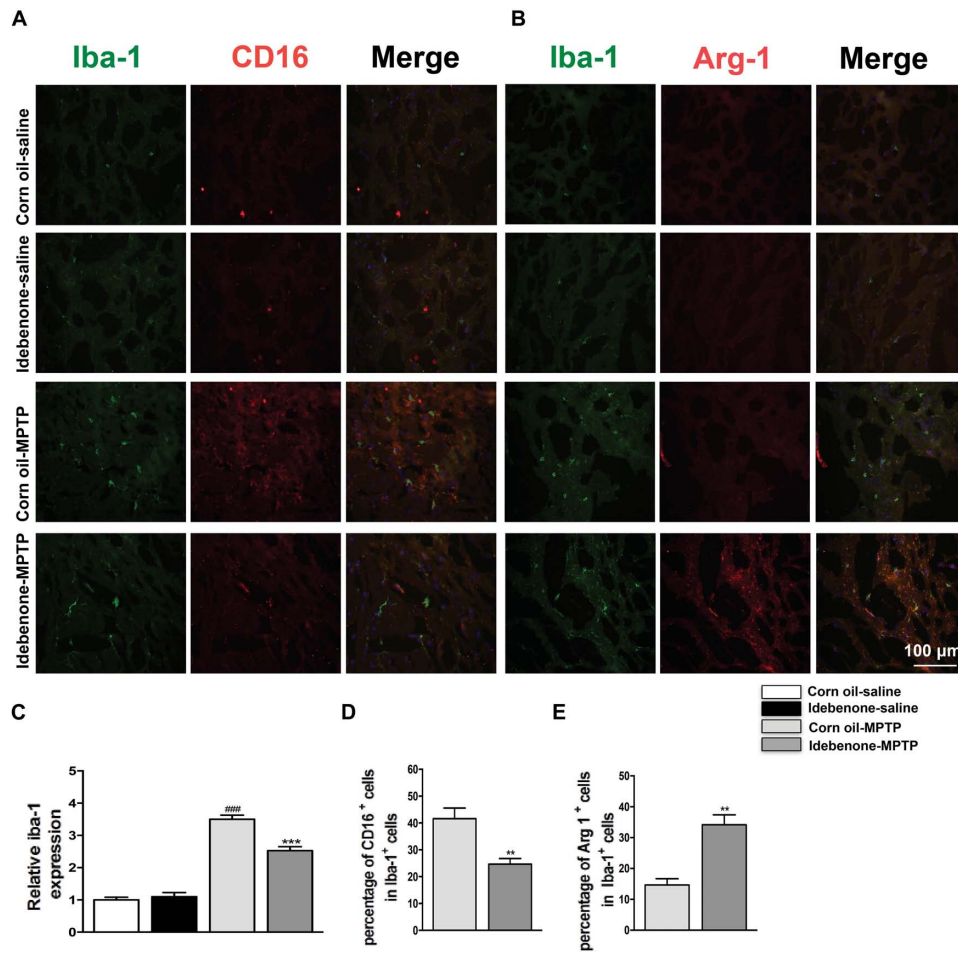 A
B
Iba-1
CD16
Merge
Iba-1
Arg-1
Merge
Corn oil-saline
Idebenone-saline
Corn oil-MPTP
Idebenone-MPTP
100 µm
Corn oil-saline
Idebenone-saline
Corn oil-MPTP
Idebenone-MPTP
C
Relative iba-1
expression
5
4
3
2
1
0
###
***
D
percentage of CD16 + cells
in Iba-1+ cells
60
50
40
30
20
10
0
**
E
percentage of Arg 1 + cells
in Iba-1+ cells
50
40
30
20
10
0
**